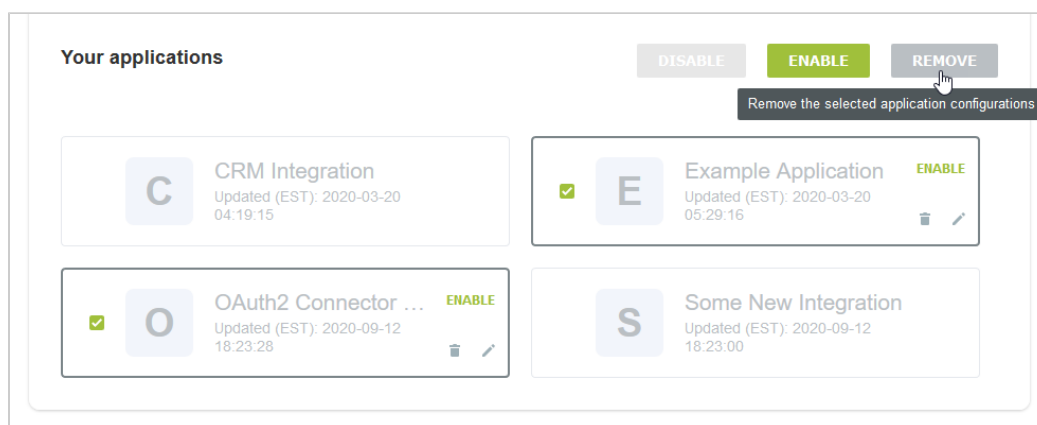 Your applications
DISABLE ENABLE REMOVE
Remove the selected application configurations
C
CRM Integration
Updated (EST): 2020-03-20
04:19:15
E
Example Application
ENABLE
Updated (EST): 2020-03-20
05:29:16
O
OAuth2 Connector ...
ENABLE
Updated (EST): 2020-09-12
18:23:28
S
Some New Integration
Updated (EST): 2020-09-12
18:23:00